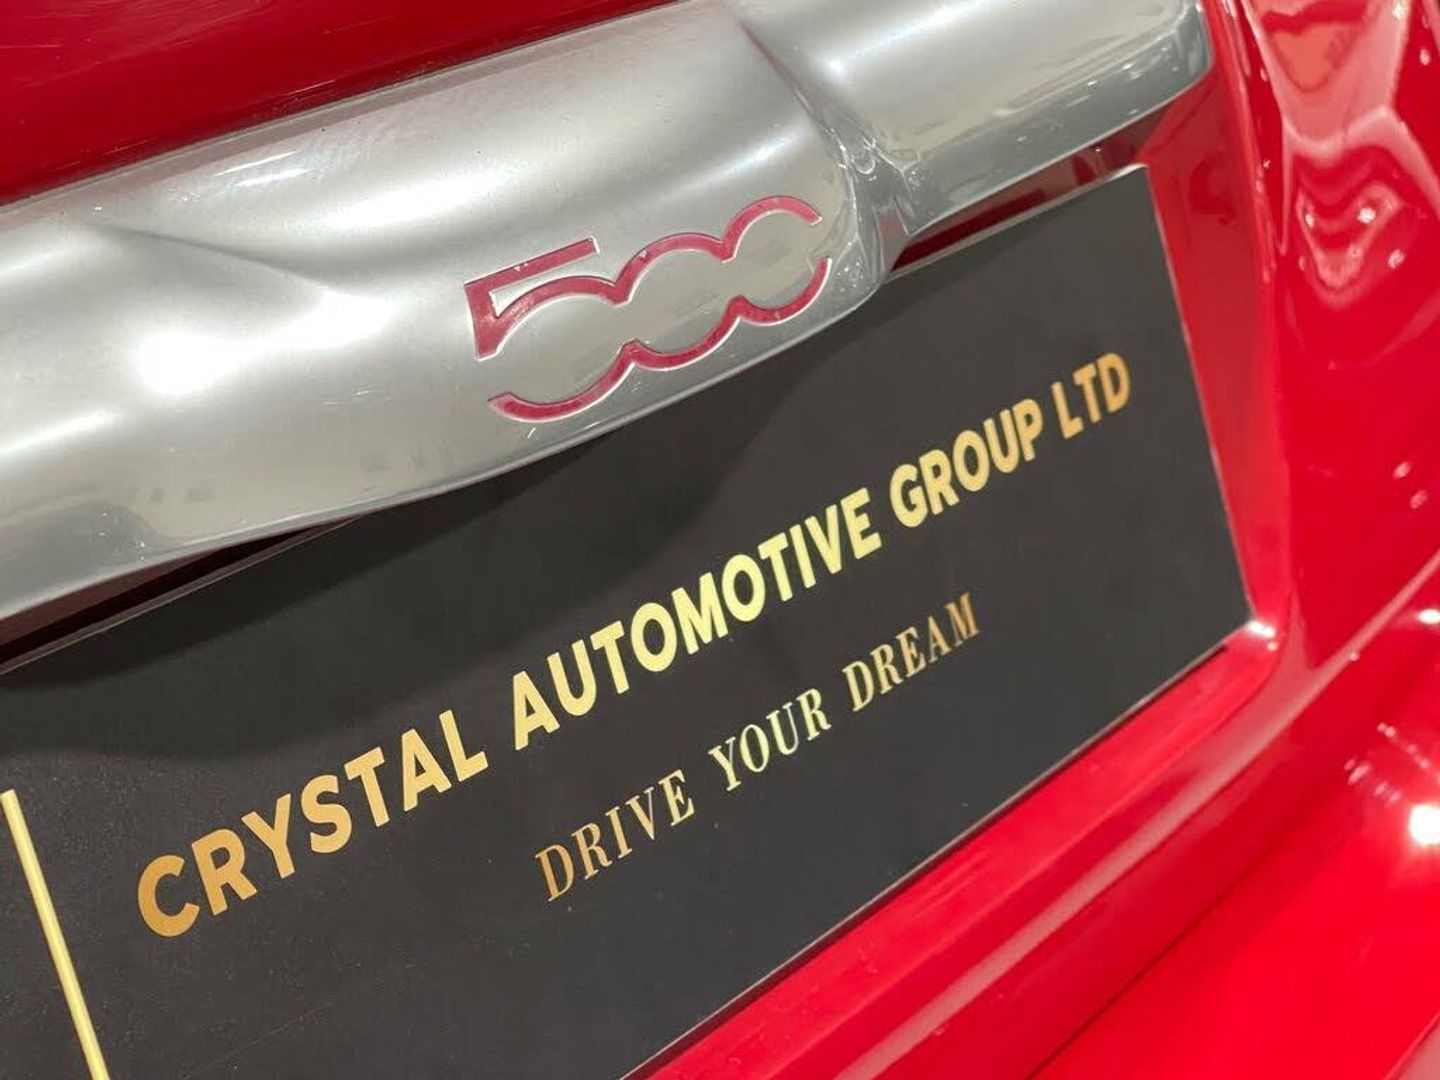 500
CRYSTAL AUTOMOTIVE GROUP LTD
DRIVE YOUR DREAM